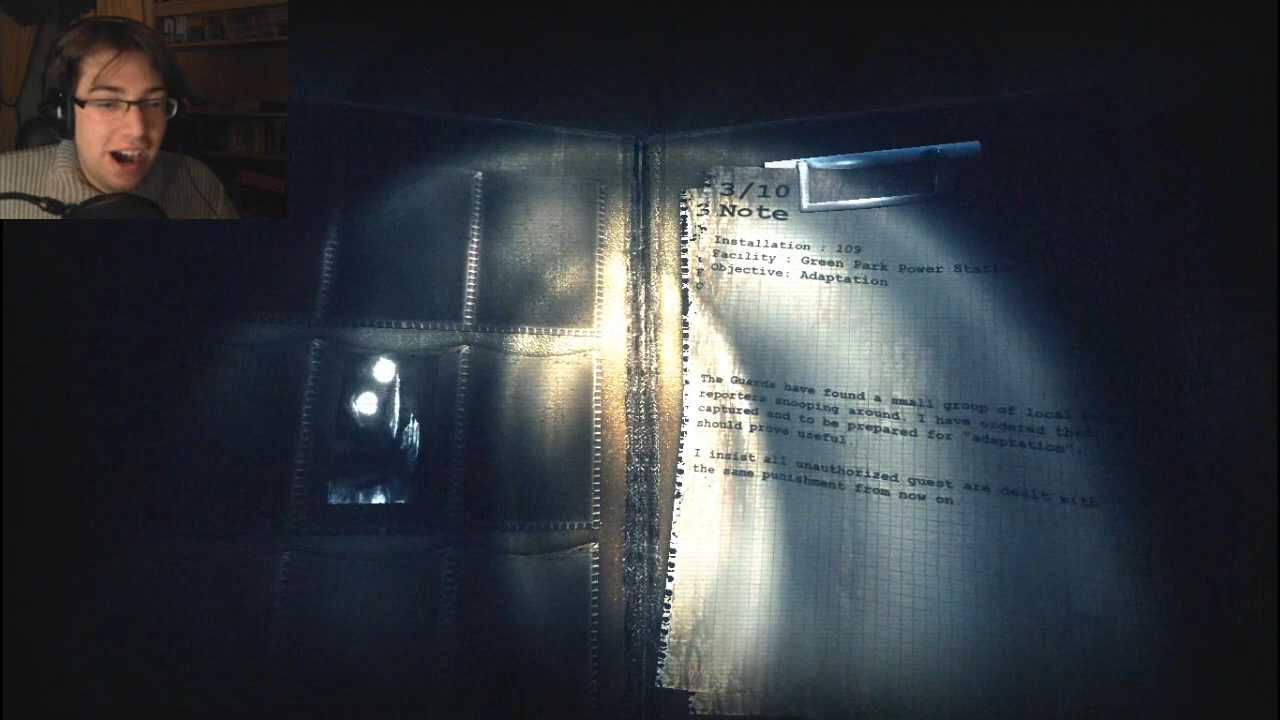 3/10
Note
Installation : 109
Facility : Green Park Power
Objective: Adaptation
The Guards have found a small group of local
reporters snooping around. I have ordered
captured and to be prepared for "adaptation"
should prove useful.
I insist all unauthorized guest are dealt with
the same punishment from now on.